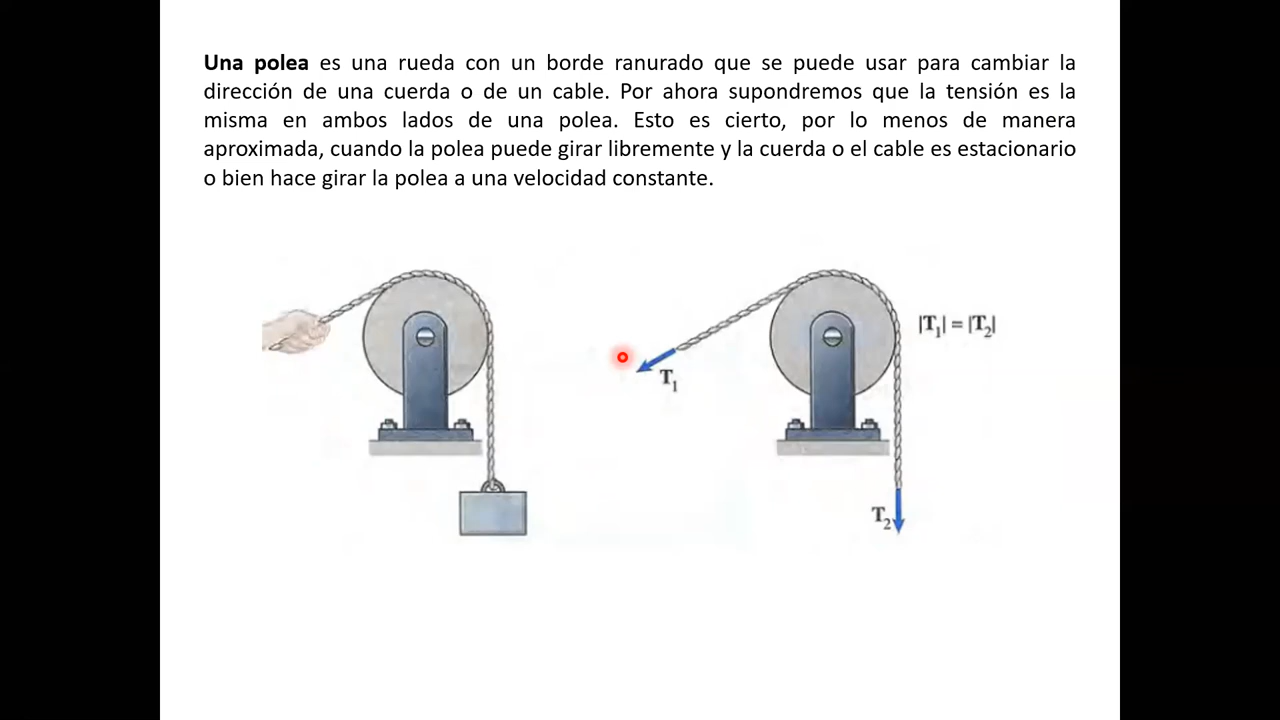 Una polea es una rueda con un borde ranurado que se puede usar para cambiar la
dirección de una cuerda o de un cable. Por ahora supondremos que la tensión es la
misma en ambos lados de una polea. Esto es cierto, por lo menos de manera
aproximada, cuando la polea puede girar libremente y la cuerda o el cable es estacionario
o bien hace girar la polea a una velocidad constante.
|T₁| = |T₂|
T₁
T₂